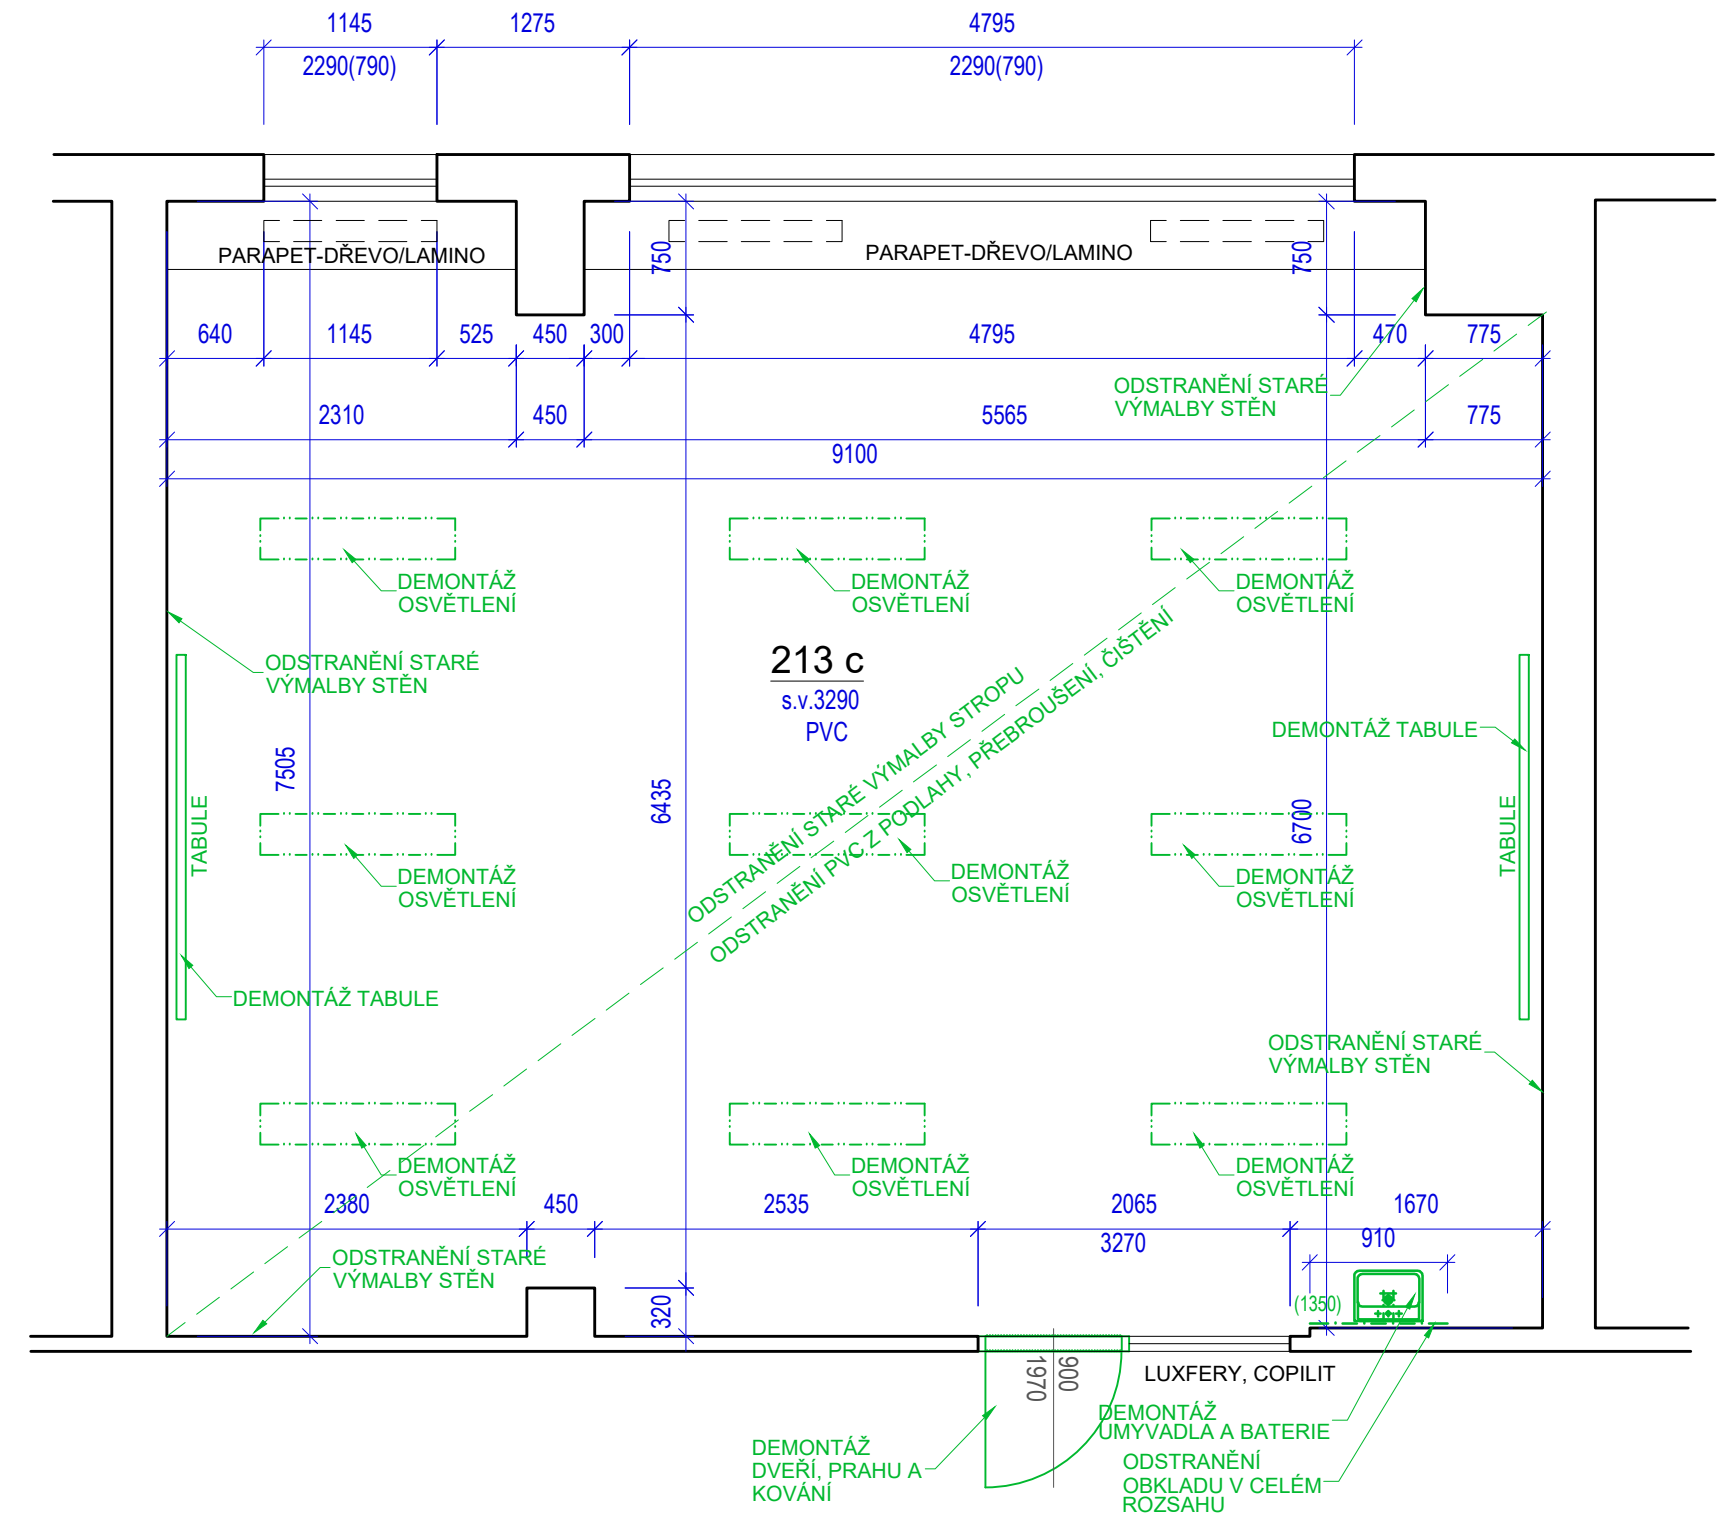 1145
1275
4795
2290(790)
2290(790)
PARAPET-DŘEVO/LAMINO
750
PARAPET-DŘEVO/LAMINO
750
640
1145
525
450
300
4795
470
775
ODSTRANĚNÍ STARÉ
VÝMALBY STĚN
2310
450
5565
775
9100
DEMONTÁŽ
OSVĚTLENÍ
DEMONTÁŽ
OSVĚTLENÍ
DEMONTÁŽ
OSVĚTLENÍ
ODSTRANĚNÍ STARÉ
VÝMALBY STĚN
213 c
s.v.3290
PVC
ODSTRANĚNÍ STARÉ VÝMALBY STROPU
ODSTRANĚNÍ PVC Z PODLAHY, PŘEBROUŠENÍ, ČIŠTĚNÍ
DEMONTÁŽ TABULE
7505
6435
6700
TABULE
TABULE
DEMONTÁŽ
OSVĚTLENÍ
DEMONTÁŽ
OSVĚTLENÍ
DEMONTÁŽ
OSVĚTLENÍ
DEMONTÁŽ TABULE
ODSTRANĚNÍ STARÉ
VÝMALBY STĚN
DEMONTÁŽ
OSVĚTLENÍ
DEMONTÁŽ
OSVĚTLENÍ
DEMONTÁŽ
OSVĚTLENÍ
2380
450
2535
2065
1670
3270
910
ODSTRANĚNÍ STARÉ
VÝMALBY STĚN
320
(1350)
900
1970
LUXFERY, COPILIT
DEMONTÁŽ
UMYVADLA A BATERIE
DEMONTÁŽ
DVEŘÍ, PRAHU A
KOVÁNÍ
ODSTRANĚNÍ
OBKLADU V CELÉM
ROZSAHU